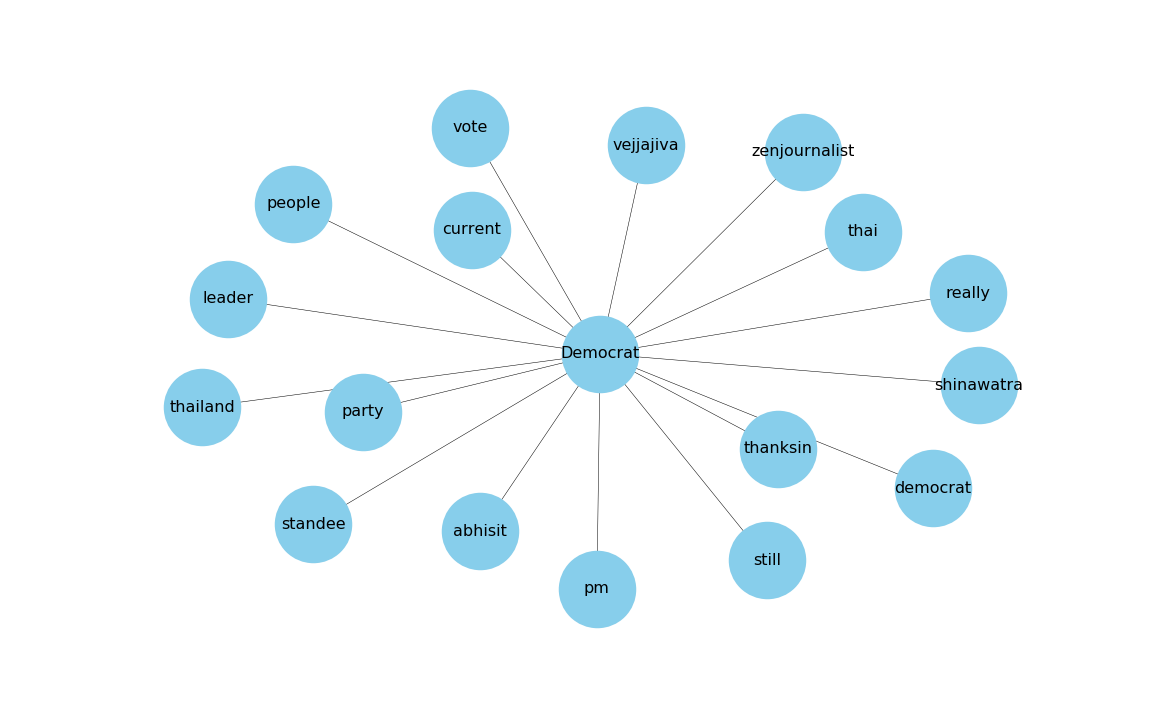 vote
vejjajiva
zenjournalist
people
current
thai
leader
really
Democrat
thailand
party
shinawatra
thanksin
democrat
standee
abhisit
still
pm